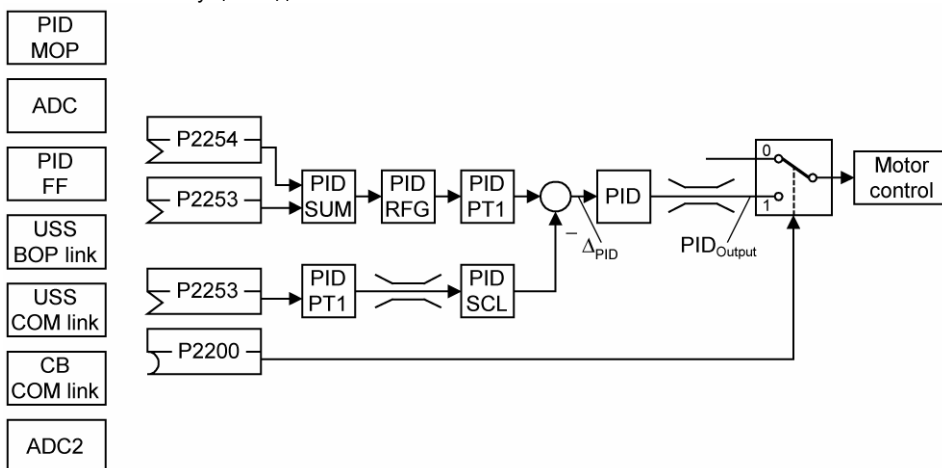 PID
MOP
ADC
PID
FF
USS
BOP link
USS
COM link
CB
COM link
ADC2
P2254
P2253
P2253
P2200
PID
SUM
PID
RFG
PID
PT1
PID
PT1
PID
SCL
−
ΔPID
PID
PIDOutput
0
1
Motor
control